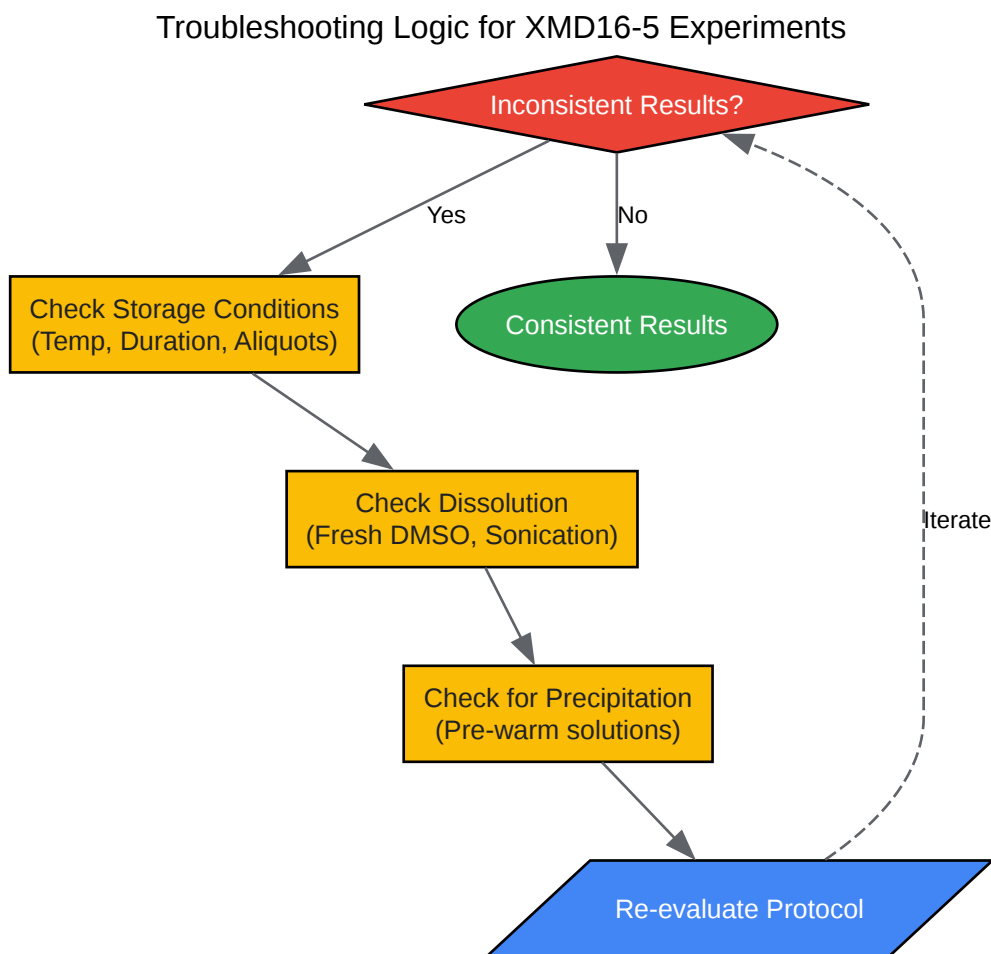 Troubleshooting Logic for XMD16-5 Experiments
Inconsistent Results?
Yes
No
Check Storage Conditions
(Temp, Duration, Aliquots)
Consistent Results
Check Dissolution
(Fresh DMSO, Sonication)
Iterate
Check for Precipitation
(Pre-warm solutions)
Re-evaluate Protocol